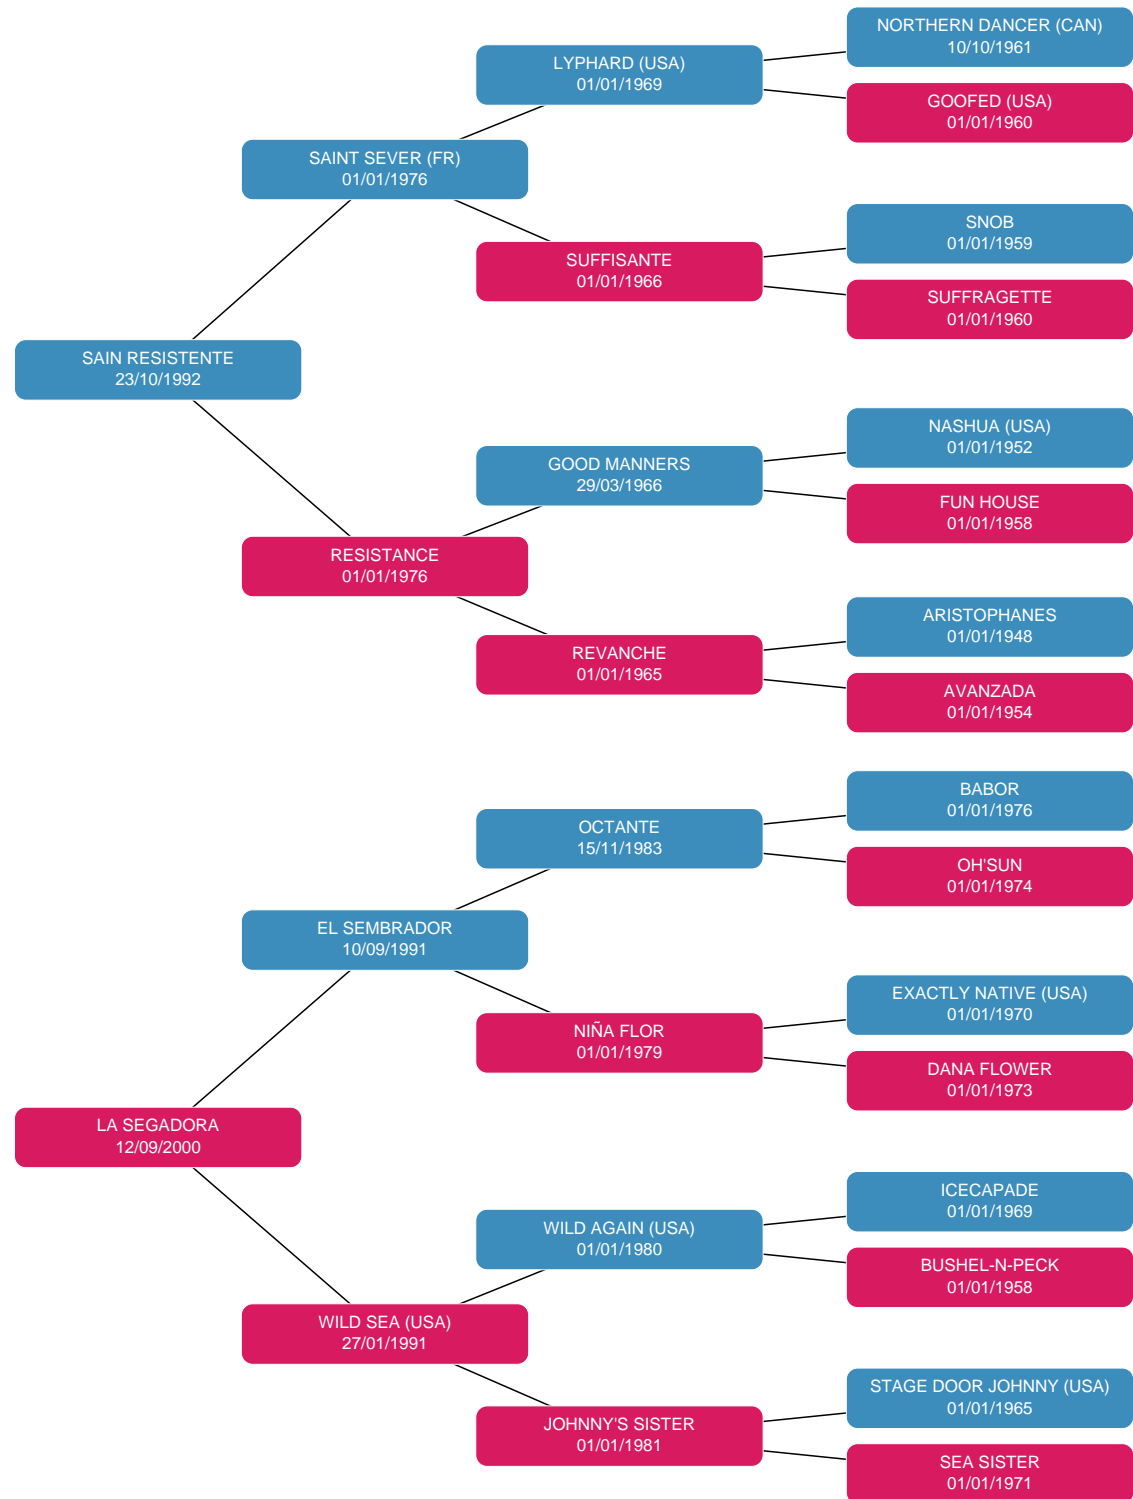 NORTHERN DANCER (CAN)
10/10/1961
LYPHARD (USA)
01/01/1969
GOOFED (USA)
01/01/1960
SAINT SEVER (FR)
01/01/1976
SNOB
01/01/1959
SUFFISANTE
01/01/1966
SUFFRAGETTE
01/01/1960
SAIN RESISTENTE
23/10/1992
NASHUA (USA)
01/01/1952
GOOD MANNERS
29/03/1966
FUN HOUSE
01/01/1958
RESISTANCE
01/01/1976
ARISTOPHANES
01/01/1948
REVANCHE
01/01/1965
AVANZADA
01/01/1954
BABOR
01/01/1976
OCTANTE
15/11/1983
OH'SUN
01/01/1974
EL SEMBRADOR
10/09/1991
EXACTLY NATIVE (USA)
01/01/1970
NIÑA FLOR
01/01/1979
DANA FLOWER
01/01/1973
LA SEGADORA
12/09/2000
ICECAPADE
01/01/1969
WILD AGAIN (USA)
01/01/1980
BUSHEL-N-PECK
01/01/1958
WILD SEA (USA)
27/01/1991
STAGE DOOR JOHNNY (USA)
01/01/1965
JOHNNY'S SISTER
01/01/1981
SEA SISTER
01/01/1971